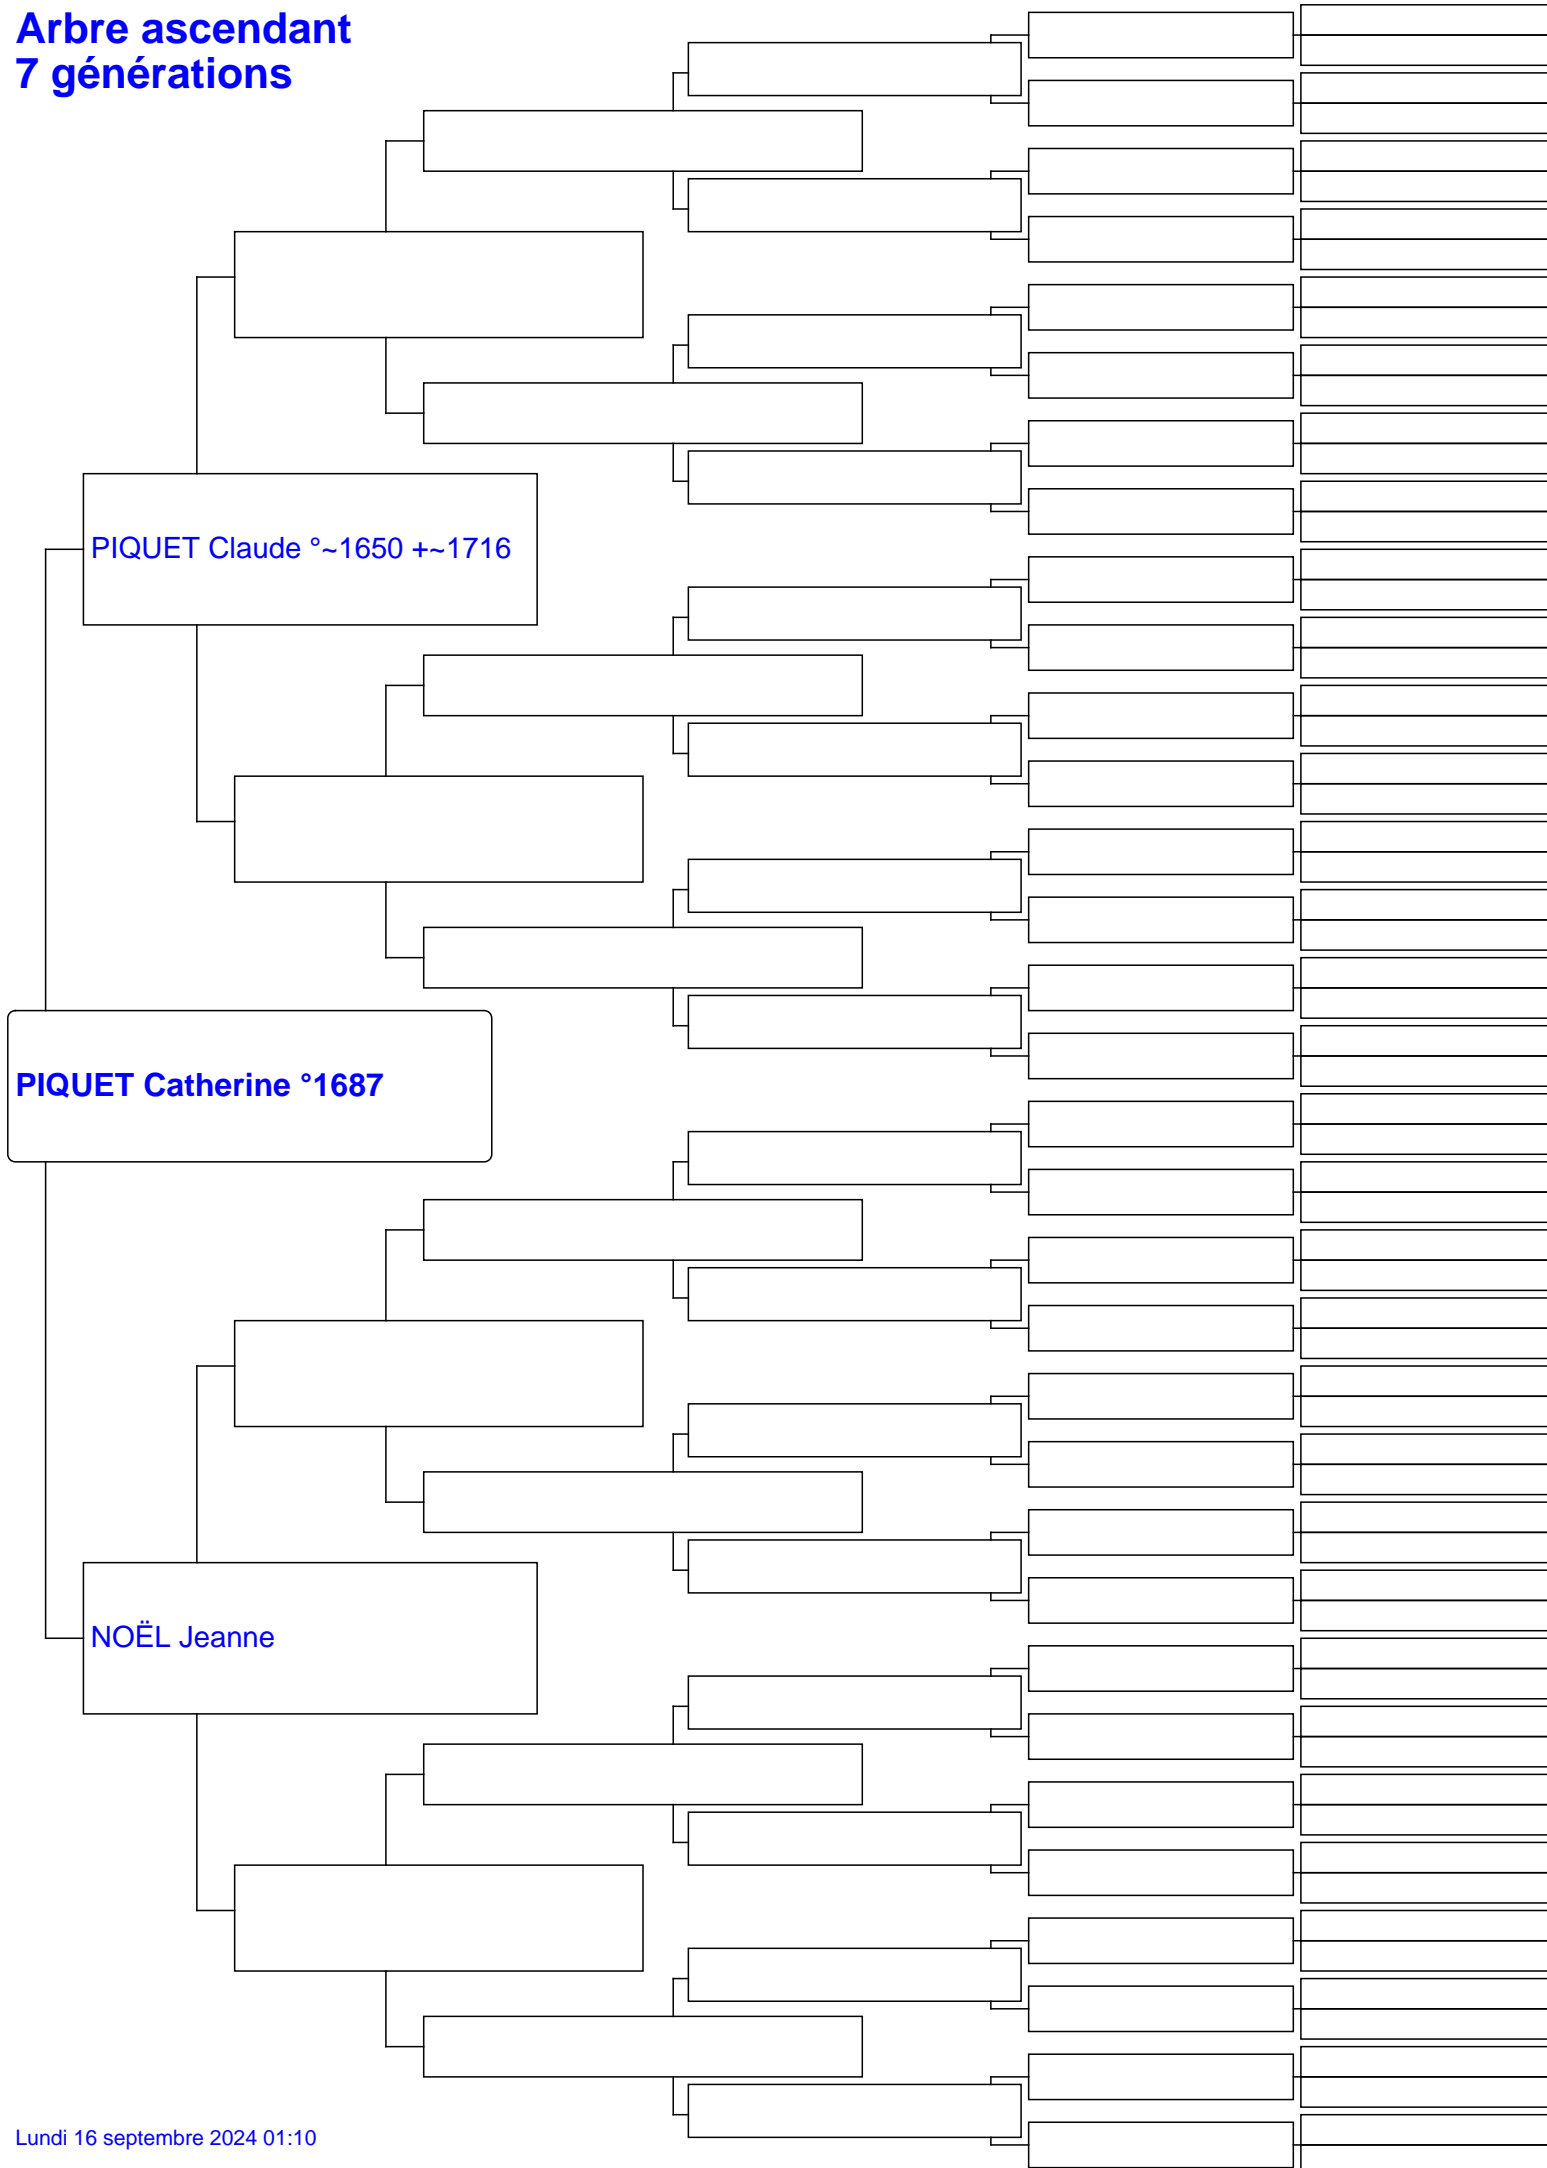 Arbre ascendant
7 générations
PIQUET Claude °~1650 +~1716
PIQUET Catherine °1687
NOËL Jeanne
Lundi 16 septembre 2024 01:10